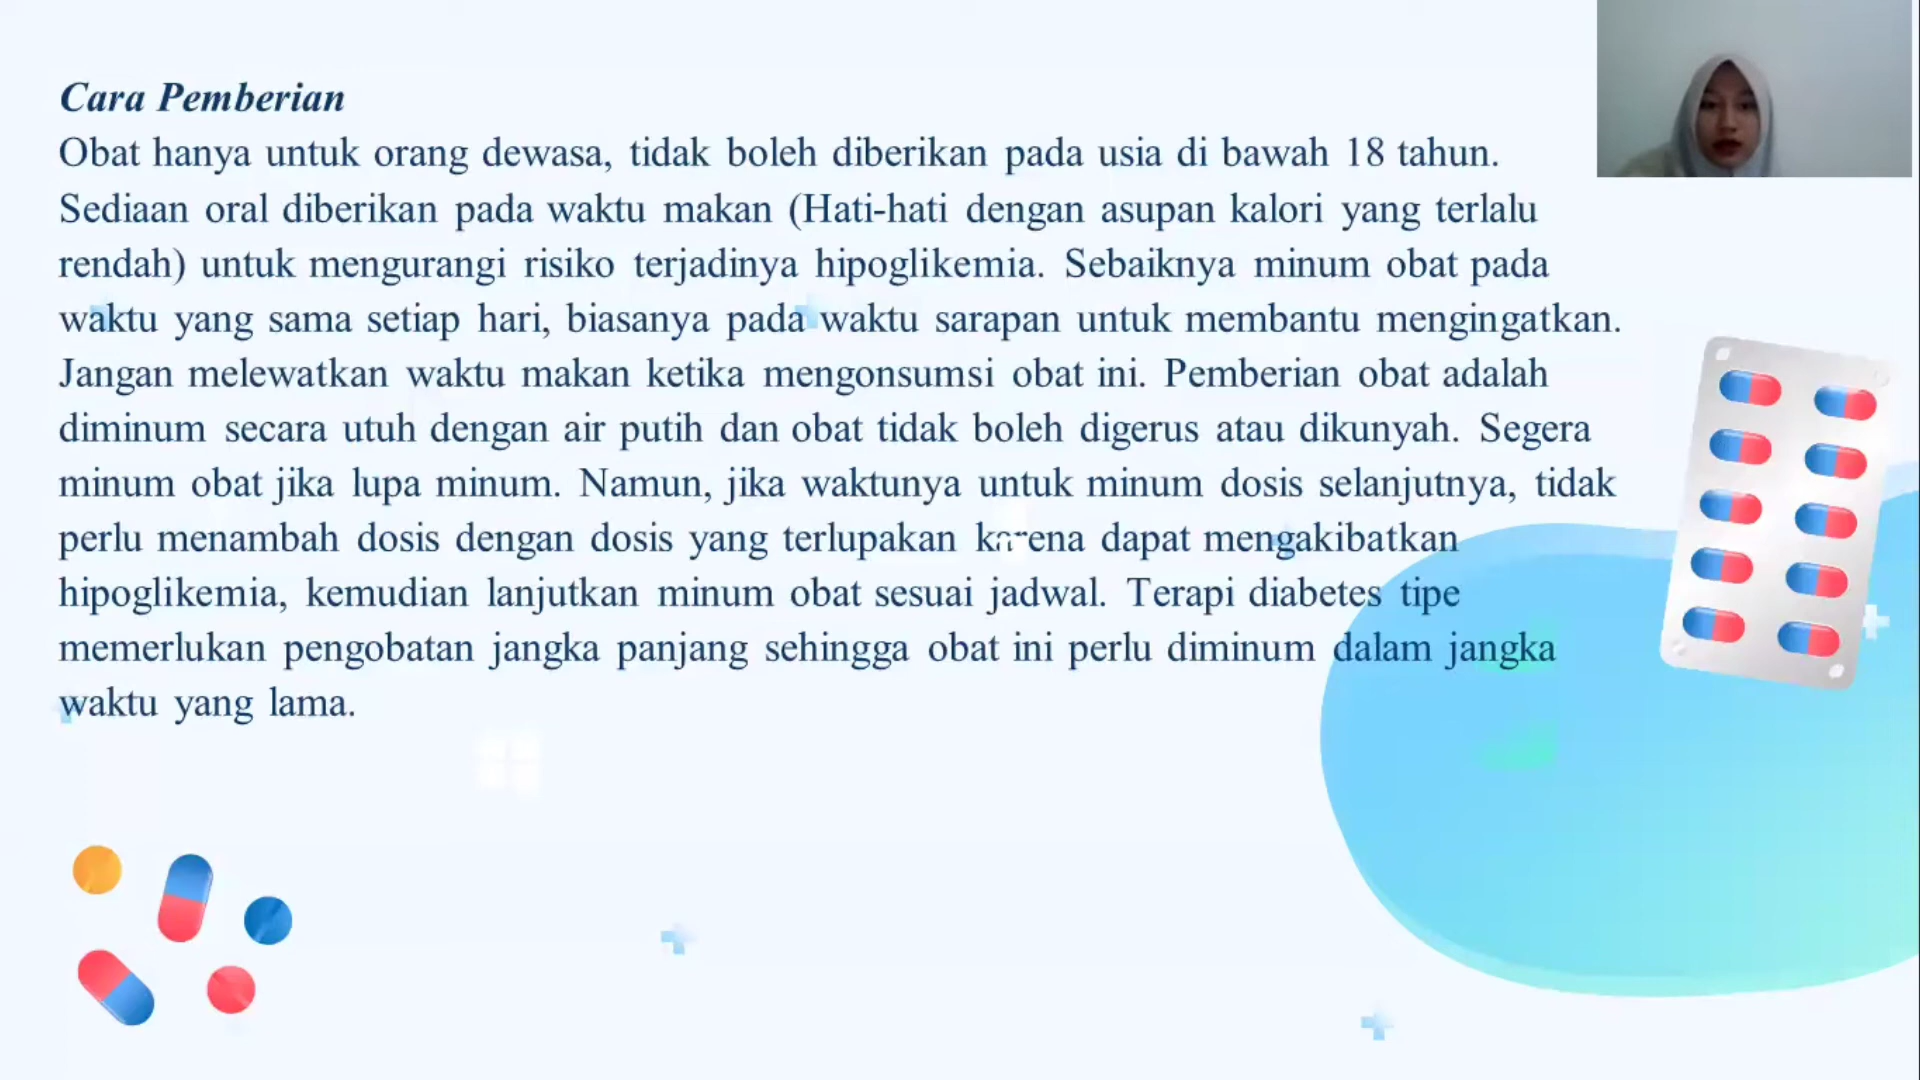 Cara Pemberian
Obat hanya untuk orang dewasa, tidak boleh diberikan pada usia di bawah 18 tahun.
Sediaan oral diberikan pada waktu makan (Hati-hati dengan asupan kalori yang terlalu
rendah) untuk mengurangi risiko terjadinya hipoglikemia. Sebaiknya minum obat pada
waktu yang sama setiap hari, biasanya pada waktu sarapan untuk membantu mengingatkan.
Jangan melewatkan waktu makan ketika mengonsumsi obat ini. Pemberian obat adalah
diminum secara utuh dengan air putih dan obat tidak boleh digerus atau dikunyah. Segera
minum obat jika lupa minum. Namun, jika waktunya untuk minum dosis selanjutnya, tidak
perlu menambah dosis dengan dosis yang terlupakan karena dapat mengakibatkan
hipoglikemia, kemudian lanjutkan minum obat sesuai jadwal. Terapi diabetes tipe
memerlukan pengobatan jangka panjang sehingga obat ini perlu diminum dalam jangka
waktu yang lama.